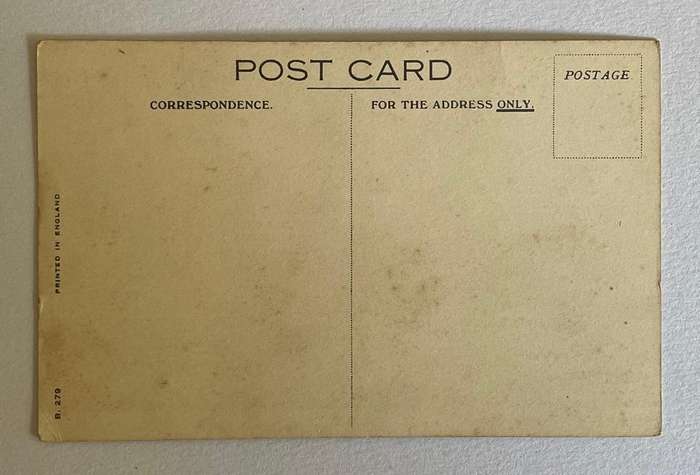 POST CARD
POSTAGE
CORRESPONDENCE.
FOR THE ADDRESS ONLY.
PRINTED IN ENGLAND
B. 279